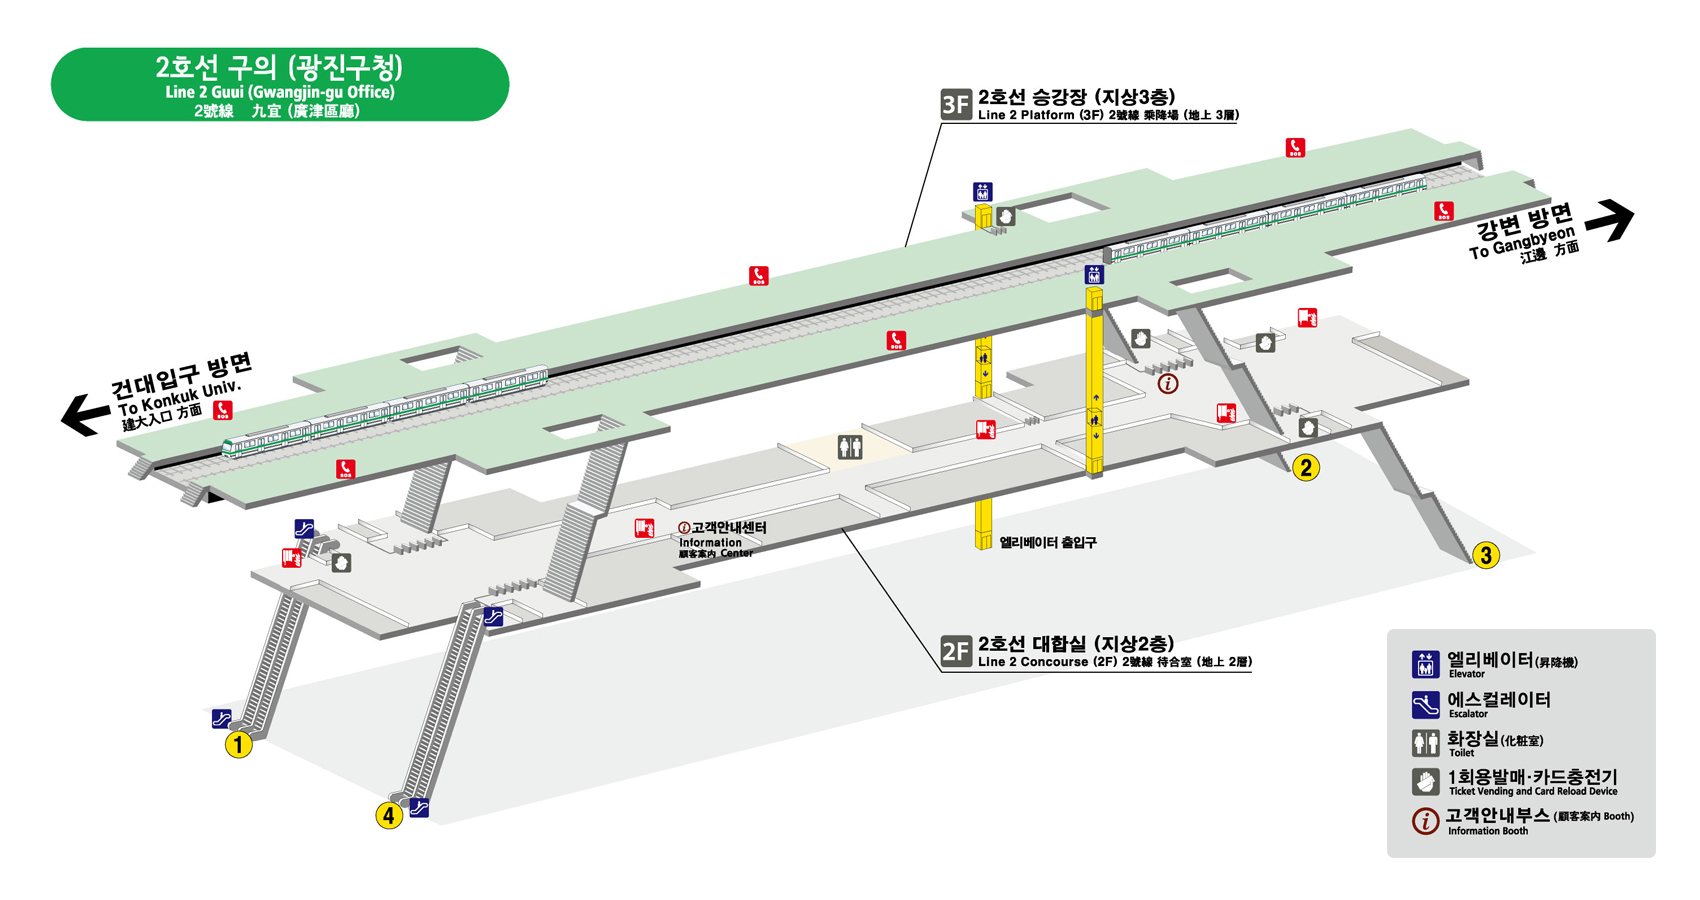 2호선 구의 (광진구청)
Line 2 Guui (Gwangjin-gu Office)
2號線 九宜 (廣津區廳)
3F
2호선 승강장 (지상3층)
Line 2 Platform (3F) 2號線 乘降場 (地上 3層)
SOS
SOS
강변 방면
To Gangbyeon
江邊 方面
SOS
SOS
건대입구 방면
To Konkuk Univ.
建大入口 方面
SOS
SOS
i
2
i고객안내센터
Information
顧客案內 Center
엘리베이터 출입구
3
2F
2호선 대합실 (지상2층)
Line 2 Concourse (2F) 2號線 待合室 (地上 2層)
1
4
엘리베이터(昇降機)
Elevator
에스컬레이터
Escalator
화장실(化粧室)
Toilet
1회용발매·카드충전기
Ticket Vending and Card Reload Device
i
고객안내부스 (顧客案內 Booth)
Information Booth